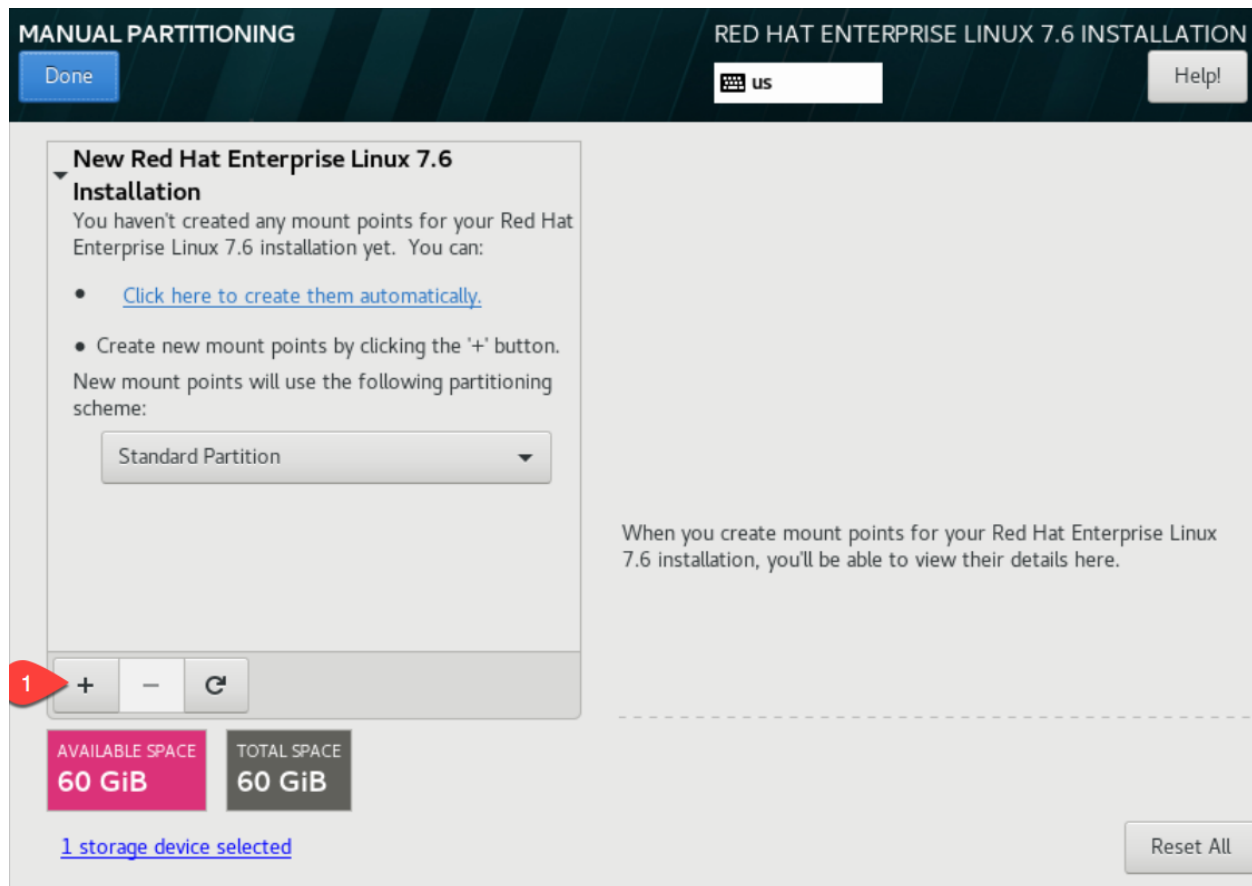 MANUAL PARTITIONING
RED HAT ENTERPRISE LINUX 7.6 INSTALLATION
Done
us
Help!
New Red Hat Enterprise Linux 7.6
Installation
You haven't created any mount points for your Red Hat
Enterprise Linux 7.6 installation yet.  You can:
• Click here to create them automatically.
• Create new mount points by clicking the '+' button.
New mount points will use the following partitioning
scheme:
Standard Partition
When you create mount points for your Red Hat Enterprise Linux
7.6 installation, you'll be able to view their details here.
1
+ −
AVAILABLE SPACE
60 GiB
TOTAL SPACE
60 GiB
1 storage device selected
Reset All